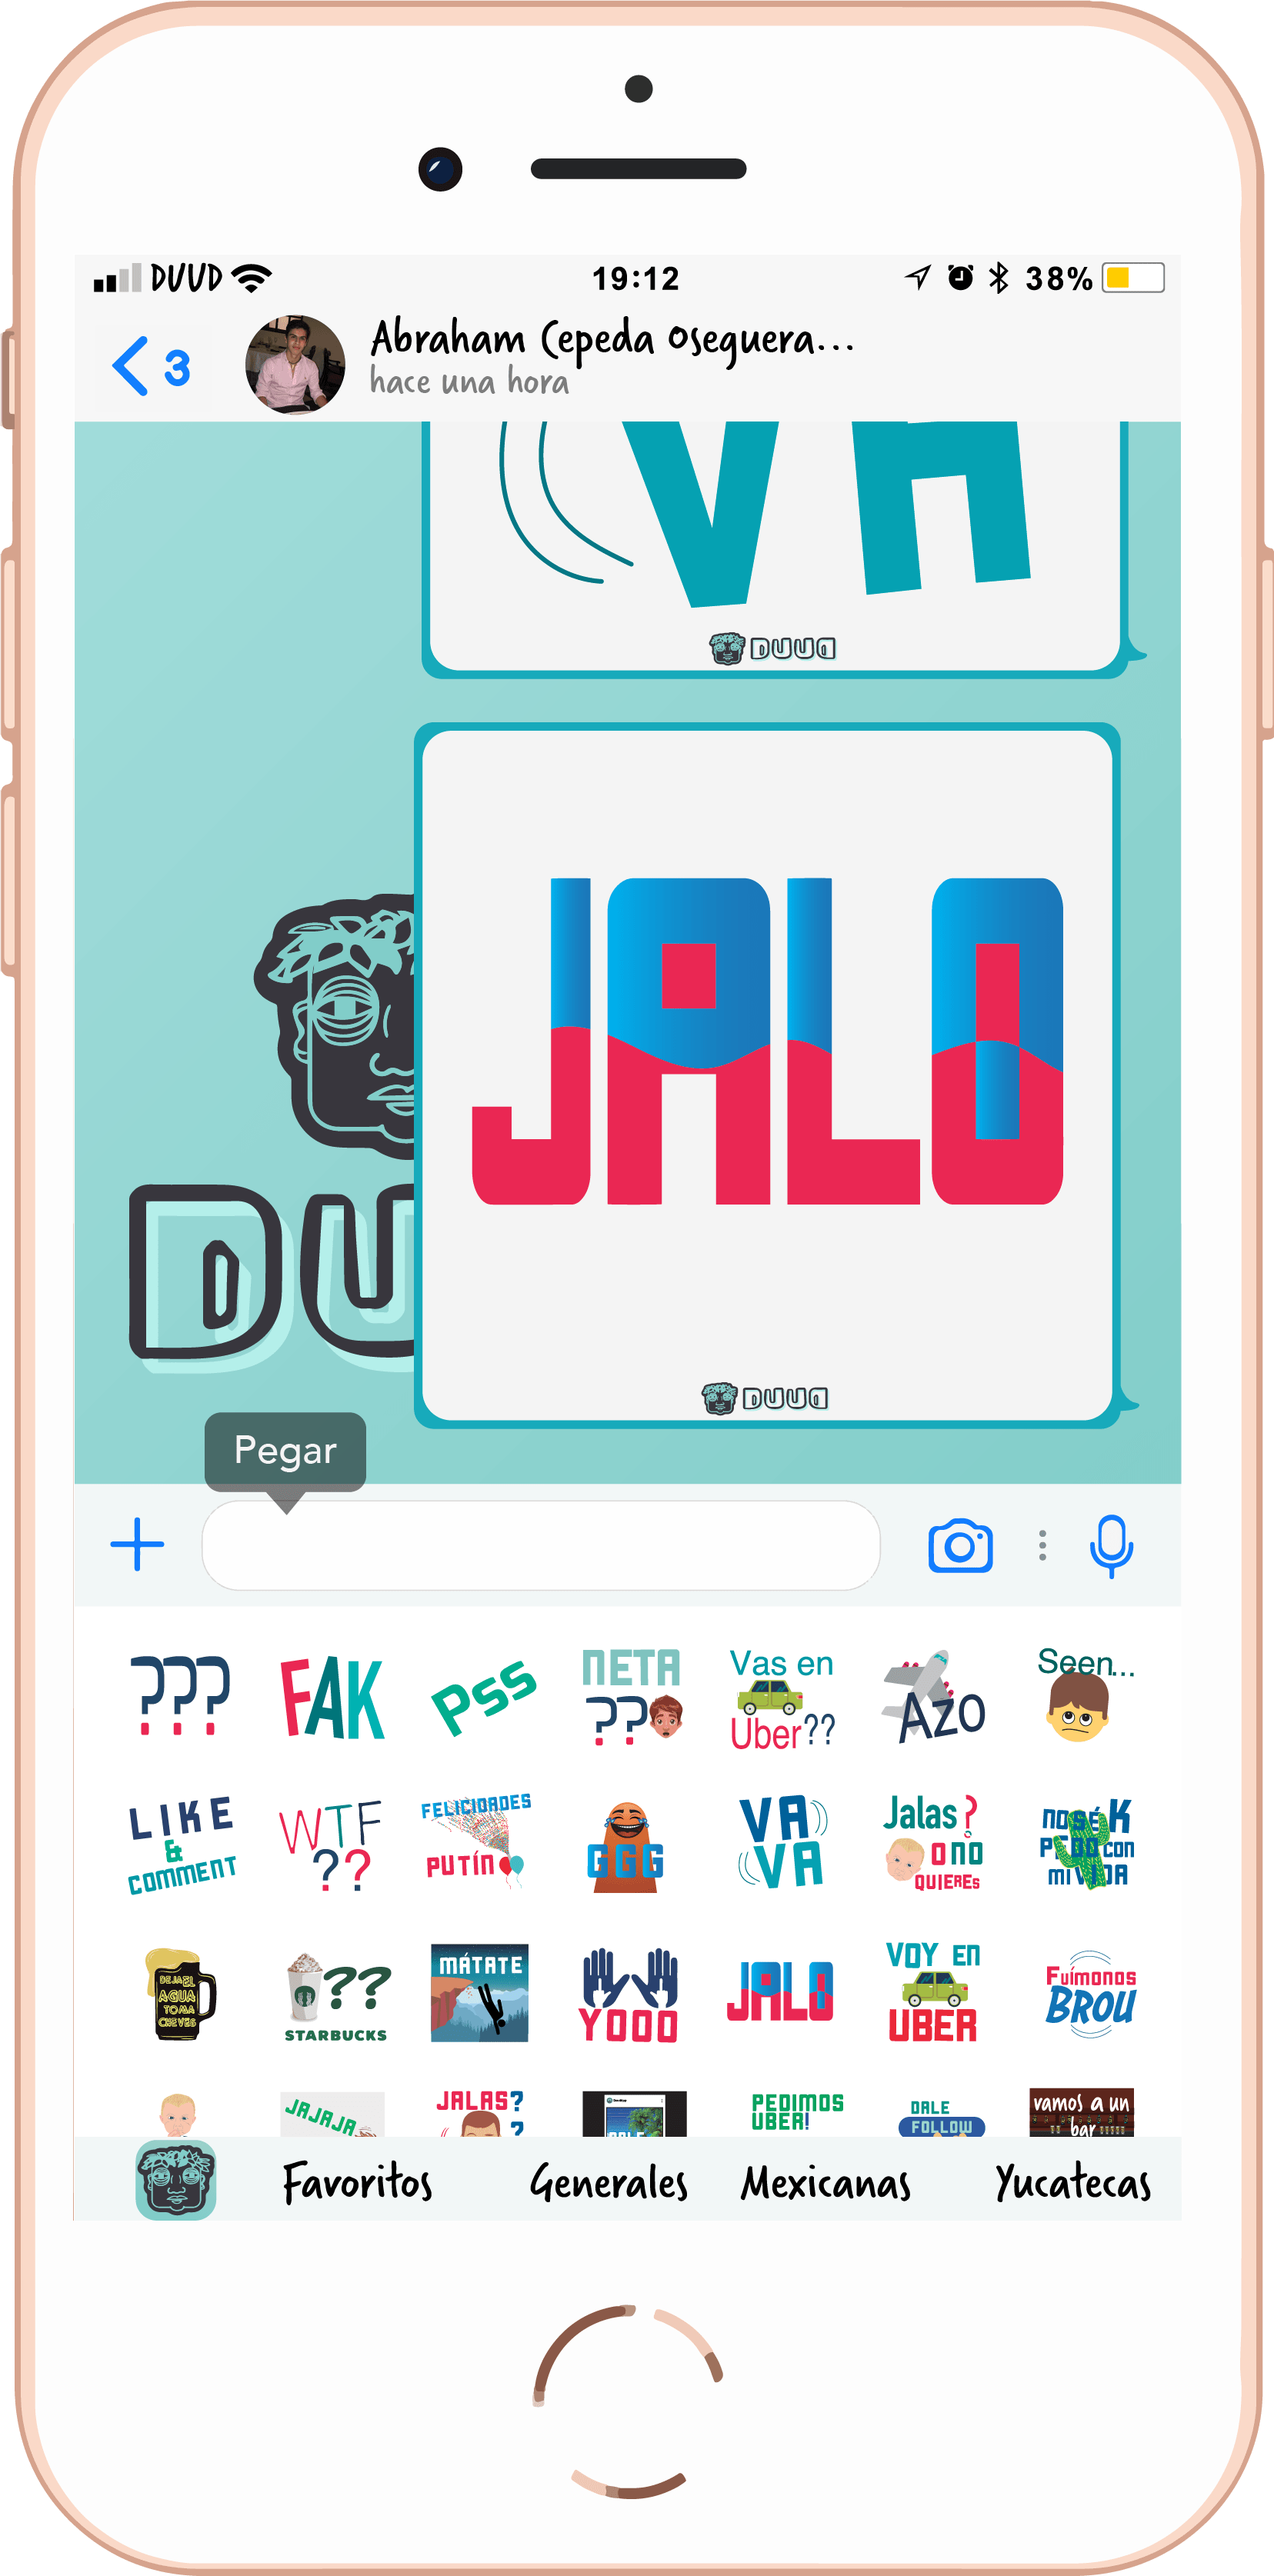 DUUD
19:12
38%
3
Abraham Cepeda Oseguera...
hace una hora
VA
DUUD
JALO
DU
DUUD
Pegar
???
FAK
Pss
NETA
??
Vas en
Uber??
AZO
Seen...
LIKE
&
COMMENT
WTF
??
FELICIDADES
PUTÍN
GGG
VA
VA
Jalas?
O NO
QUIERES
NO SÉ K
PEDO CON
MI VIDA
DEJA EL
AGUA
TOMA
CHEVES
??
STARBUCKS
MÁTATE
YOOO
JALO
VOY EN
UBER
Fuímonos
BROU
JAJAJA
JALAS?
?
PEDIMOS
UBER!
DALE
FOLLOW
vamos a un
bar
Favoritos
Generales
Mexicanas
Yucatecas